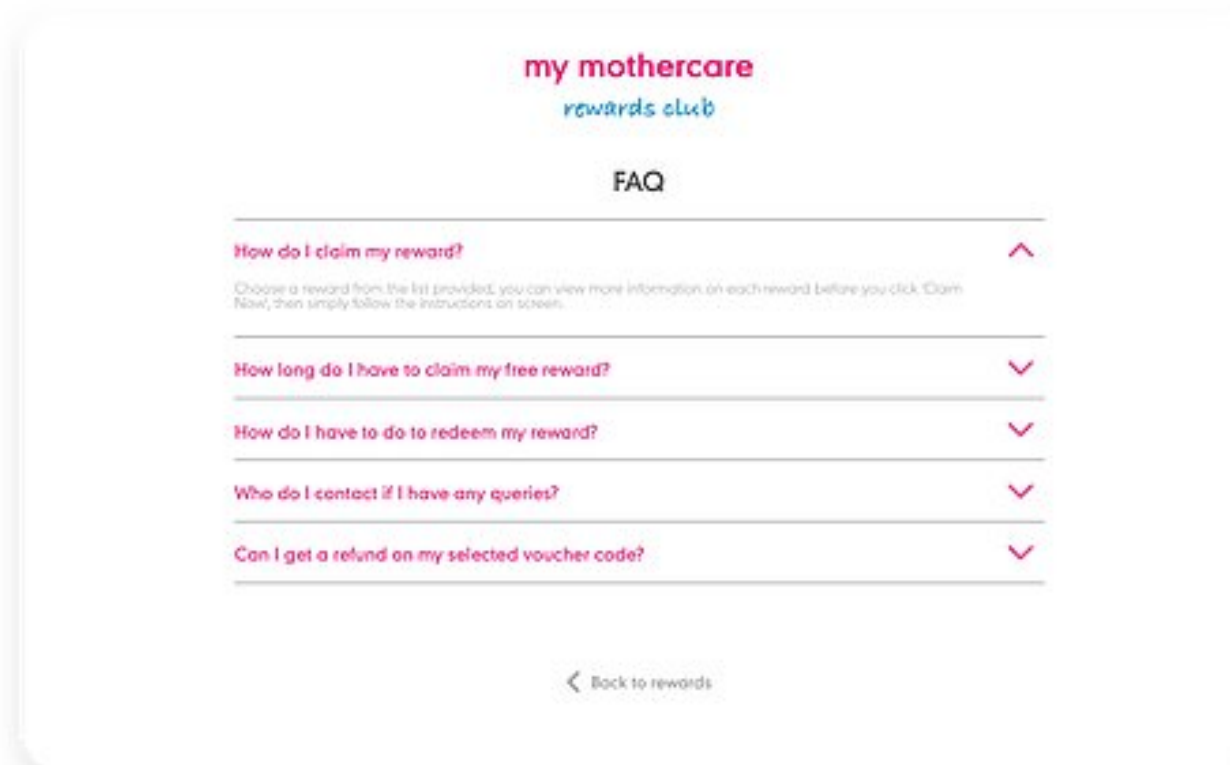 my mothercare
rewards club
FAQ
How do I claim my reward?
Choose a reward from the list provided, you can view more information on each reward before you click 'Claim
Now', then simply follow the instructions on screen.
How long do I have to claim my free reward?
How do I have to do to redeem my reward?
Who do I contact if I have any queries?
Can I get a refund on my selected voucher code?
Back to rewards